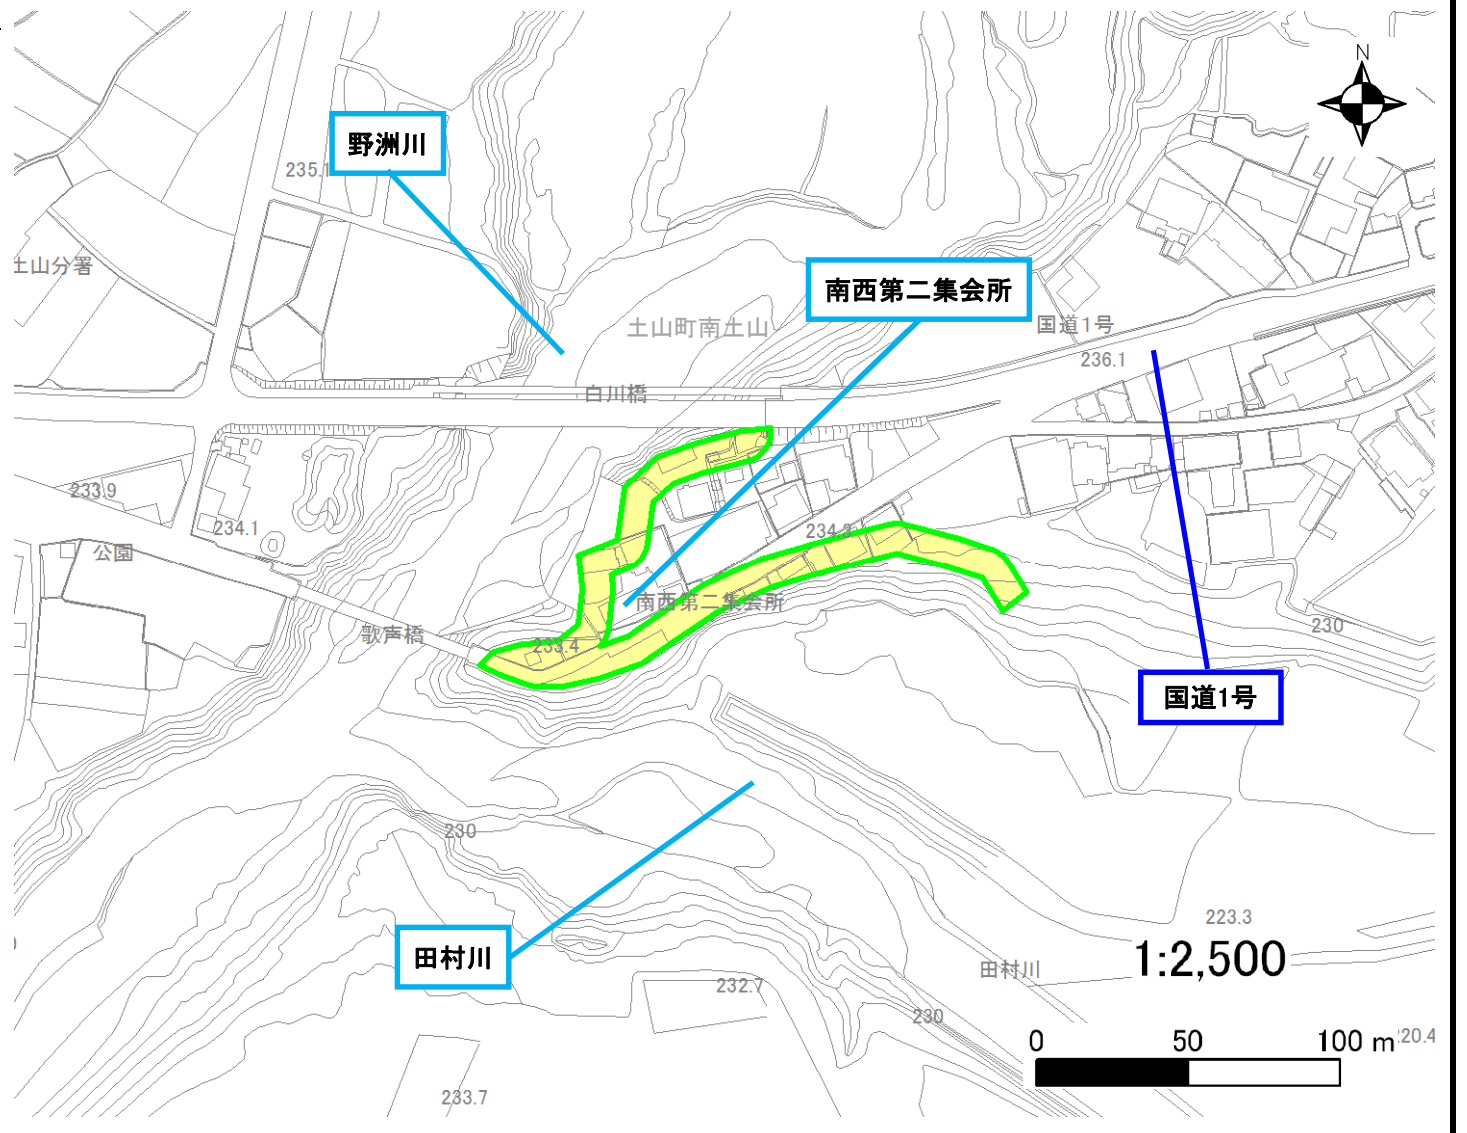 N
野洲川
235.1
土山分署
南西第二集会所
土山町南土山
国道1号
236.1
白川橋
233.9
234.1
234.3
公園
南西第二集会所
歌声橋
233.4
230
国道1号
230
田村川
223.3
田村川
1:2,500
232.7
230
0 50 100 m
220.4
233.7